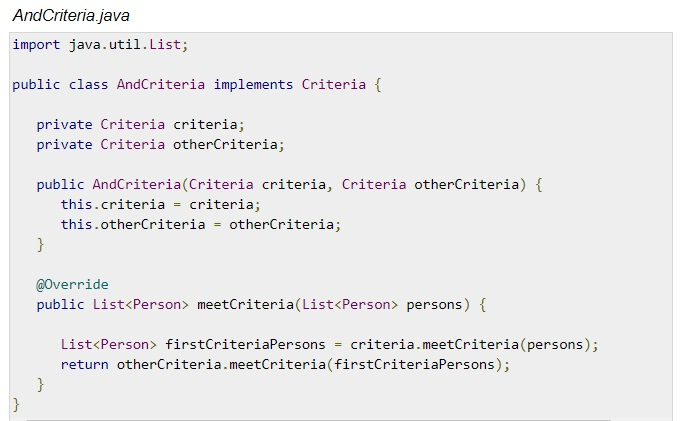 AndCriteria.java
import java.util.List;
public class AndCriteria implements Criteria {
private Criteria criteria;
private Criteria otherCriteria;
public AndCriteria(Criteria criteria, Criteria otherCriteria) {
this.criteria = criteria;
this.otherCriteria = otherCriteria;
}
@Override
public List<Person> meetCriteria(List<Person> persons) {
List<Person> firstCriteriaPersons = criteria.meetCriteria(persons);
return otherCriteria.meetCriteria(firstCriteriaPersons);
}
}